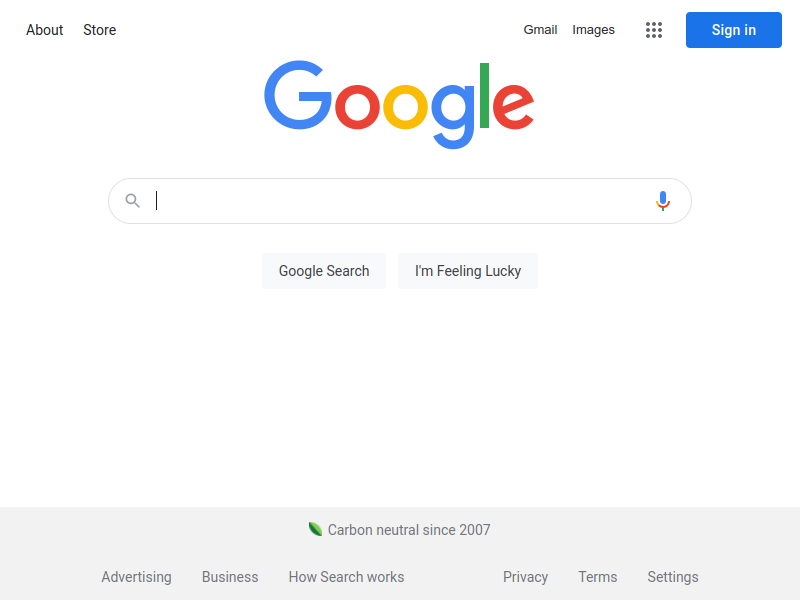 About Store Gmail Images Sign in
Google
Google Search I'm Feeling Lucky
Carbon neutral since 2007
Advertising Business How Search works Privacy Terms Settings